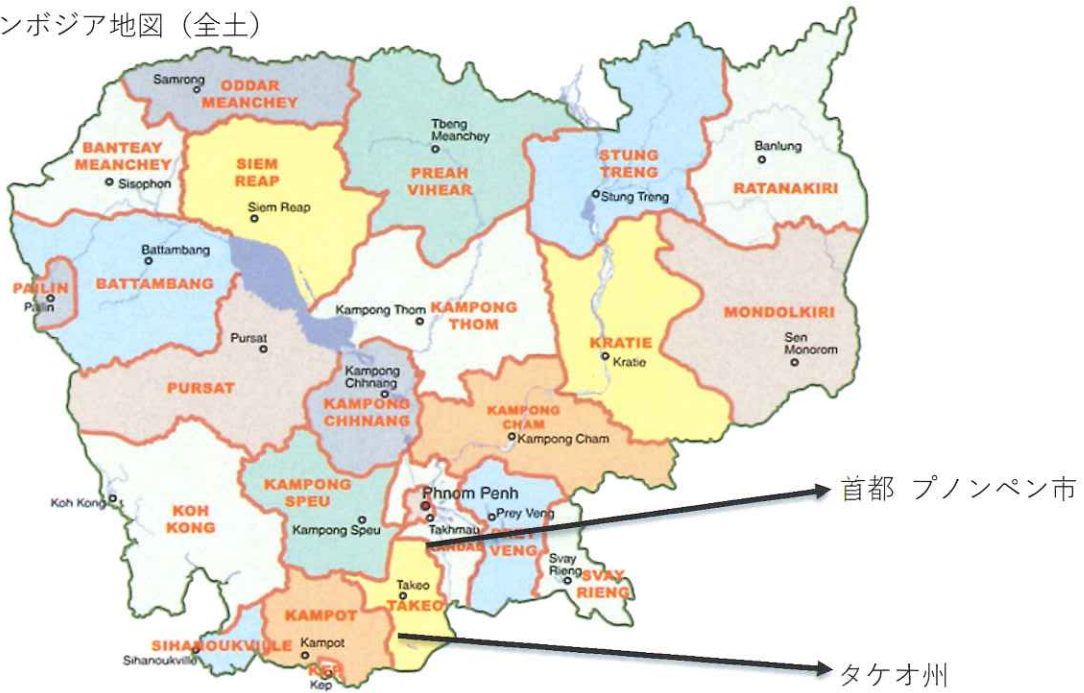 ンボジア地図（全土）
Samrong
ODDAR
MEANCHEY
BANTEAY
MEANCHEY
Sisophon
SIEM
REAP
Siem Reap
Tbeng
Meanchey
PREAH
VIHEAR
STUNG
TRENG
Stung Treng
Banlung
RATANAKIRI
Battambang
BATTAMBANG
PAILIN
Pailin
Kampong Thom
KAMPONG
THOM
MONDOLKIRI
Sen
Monorom
KRATIE
Kratie
Pursat
PURSAT
Kampong
Chhnang
KAMPONG
CHHNANG
KAMPONG
CHAM
Kampong Cham
Koh Kong
KOH
KONG
KAMPONG
SPEU
Kampong Speu
Phnom Penh
Takhmau
Prey Veng
PREY
VENG
首都 プノンペン市
Svay
Rieng
SVAY
RIENG
Takeo
TAKEO
KAMPOT
Kampot
SIHANOUKVILLE
Sihanoukville
Kep
タケオ州